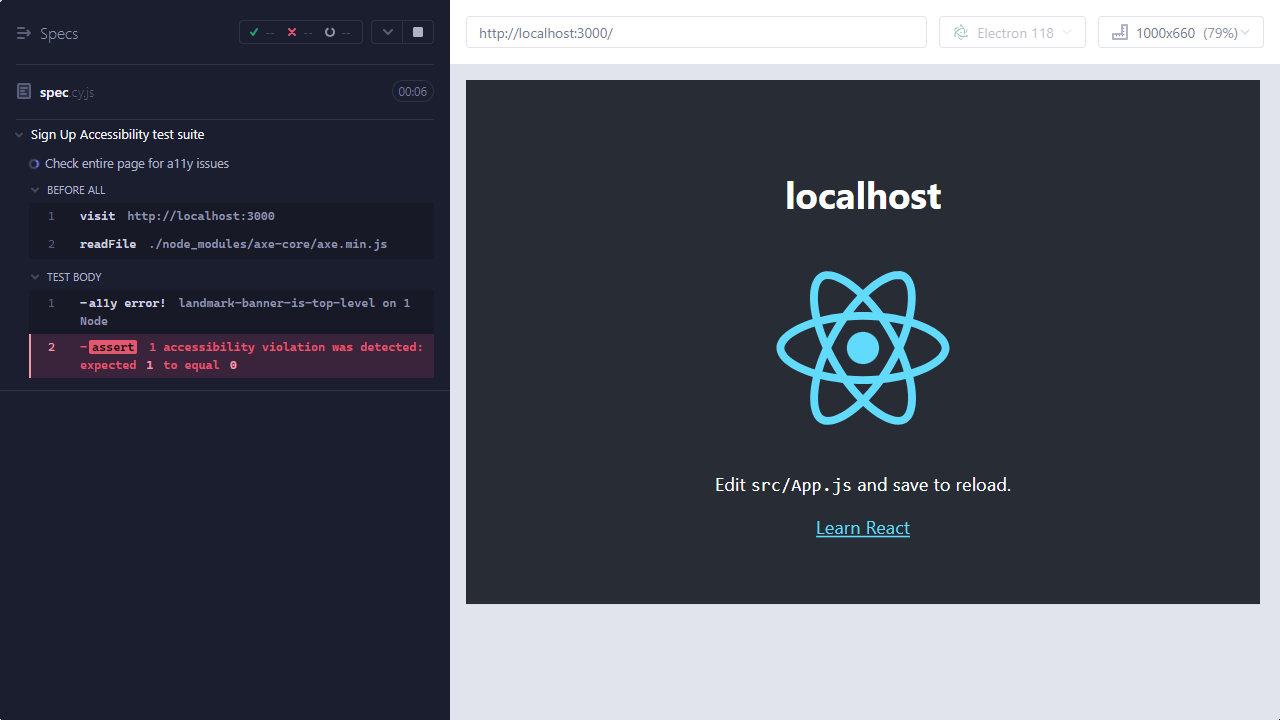 Specs
-- -- --
spec.cy.js
00:06
Sign Up Accessibility test suite
Check entire page for a11y issues
BEFORE ALL
1 visit http://localhost:3000
2 readFile ./node_modules/axe-core/axe.min.js
TEST BODY
1 -a11y error! landmark-banner-is-top-level on 1
Node
2 -assert 1 accessibility violation was detected:
expected 1 to equal 0
http://localhost:3000/
Electron 118
1000x660 (79%)
localhost
Edit src/App.js and save to reload.
Learn React